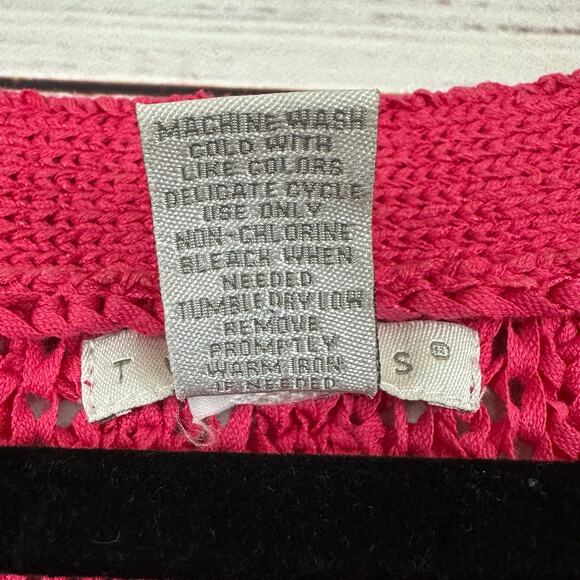 MACHINE WASH
COLD WITH
LIKE COLORS
DELICATE CYCLE
USE ONLY
NON-CHLORINE
BLEACH WHEN
NEEDED
TUMBLE DRY LOW
REMOVE
PROMPTLY
WARM IRON
IF NEEDED
T S®